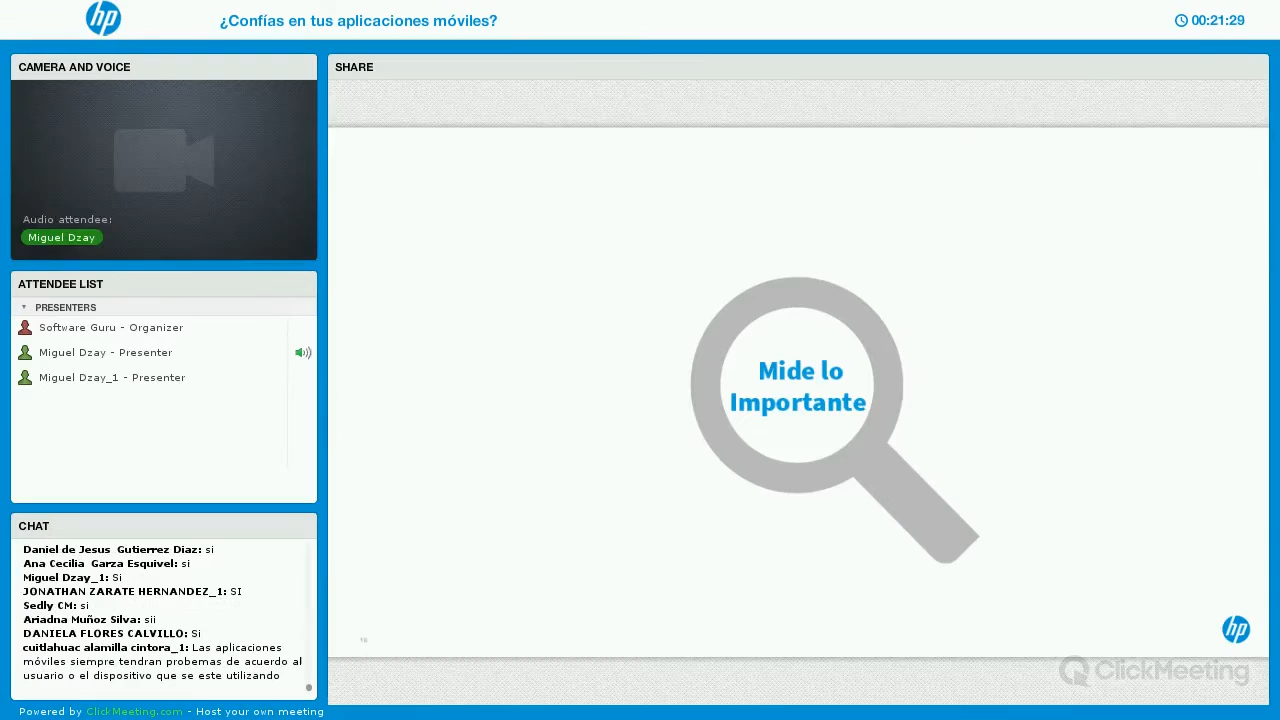 hp
¿Confías en tus aplicaciones móviles?
00:21:29
CAMERA AND VOICE
Audio attendee:
Miguel Dzay
ATTENDEE LIST
PRESENTERS
Software Guru - Organizer
Miguel Dzay - Presenter
Miguel Dzay_1 - Presenter
CHAT
Daniel de Jesus Gutierrez Diaz: si
Ana Cecilia Garza Esquivel: si
Miguel Dzay_1: Si
JONATHAN ZARATE HERNANDEZ_1: SI
Sedly CM: si
Ariadna Muñoz Silva: sii
DANIELA FLORES CALVILLO: Si
cuitlahuac alamilla cintora_1: Las aplicaciones
móviles siempre tendran probemas de acuerdo al
usuario o el dispositivo que se este utilizando
Powered by ClickMeeting.com - Host your own meeting
SHARE
Mide lo
Importante
16
hp
ClickMeeting